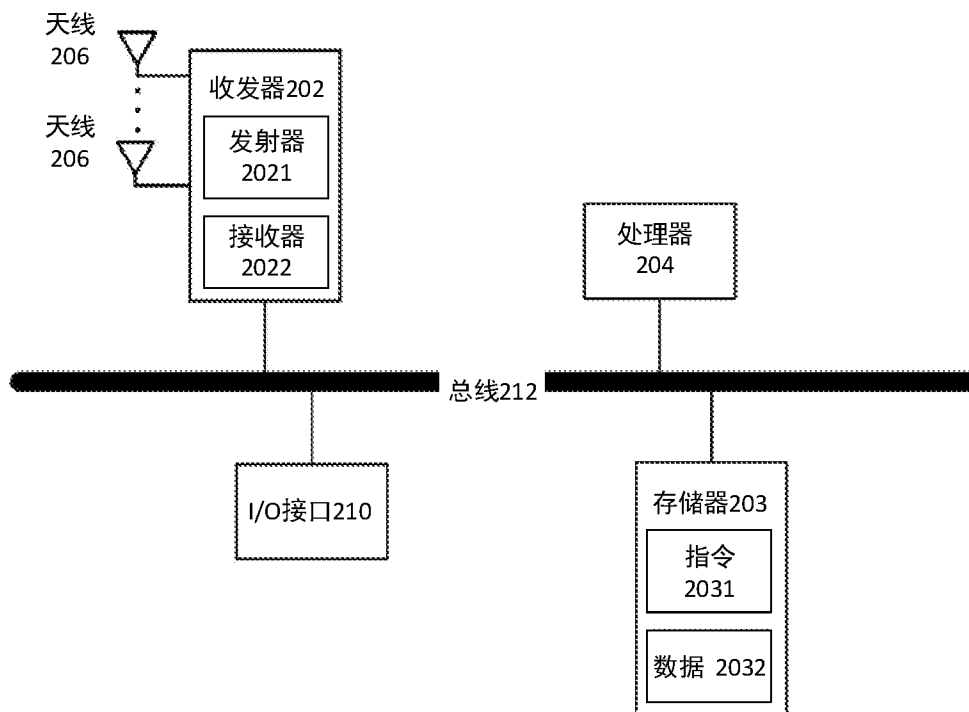 天线
206
天线
206
收发器202
发射器
2021
接收器
2022
处理器
204
总线212
I/O接口210
存储器203
指令
2031
数据 2032